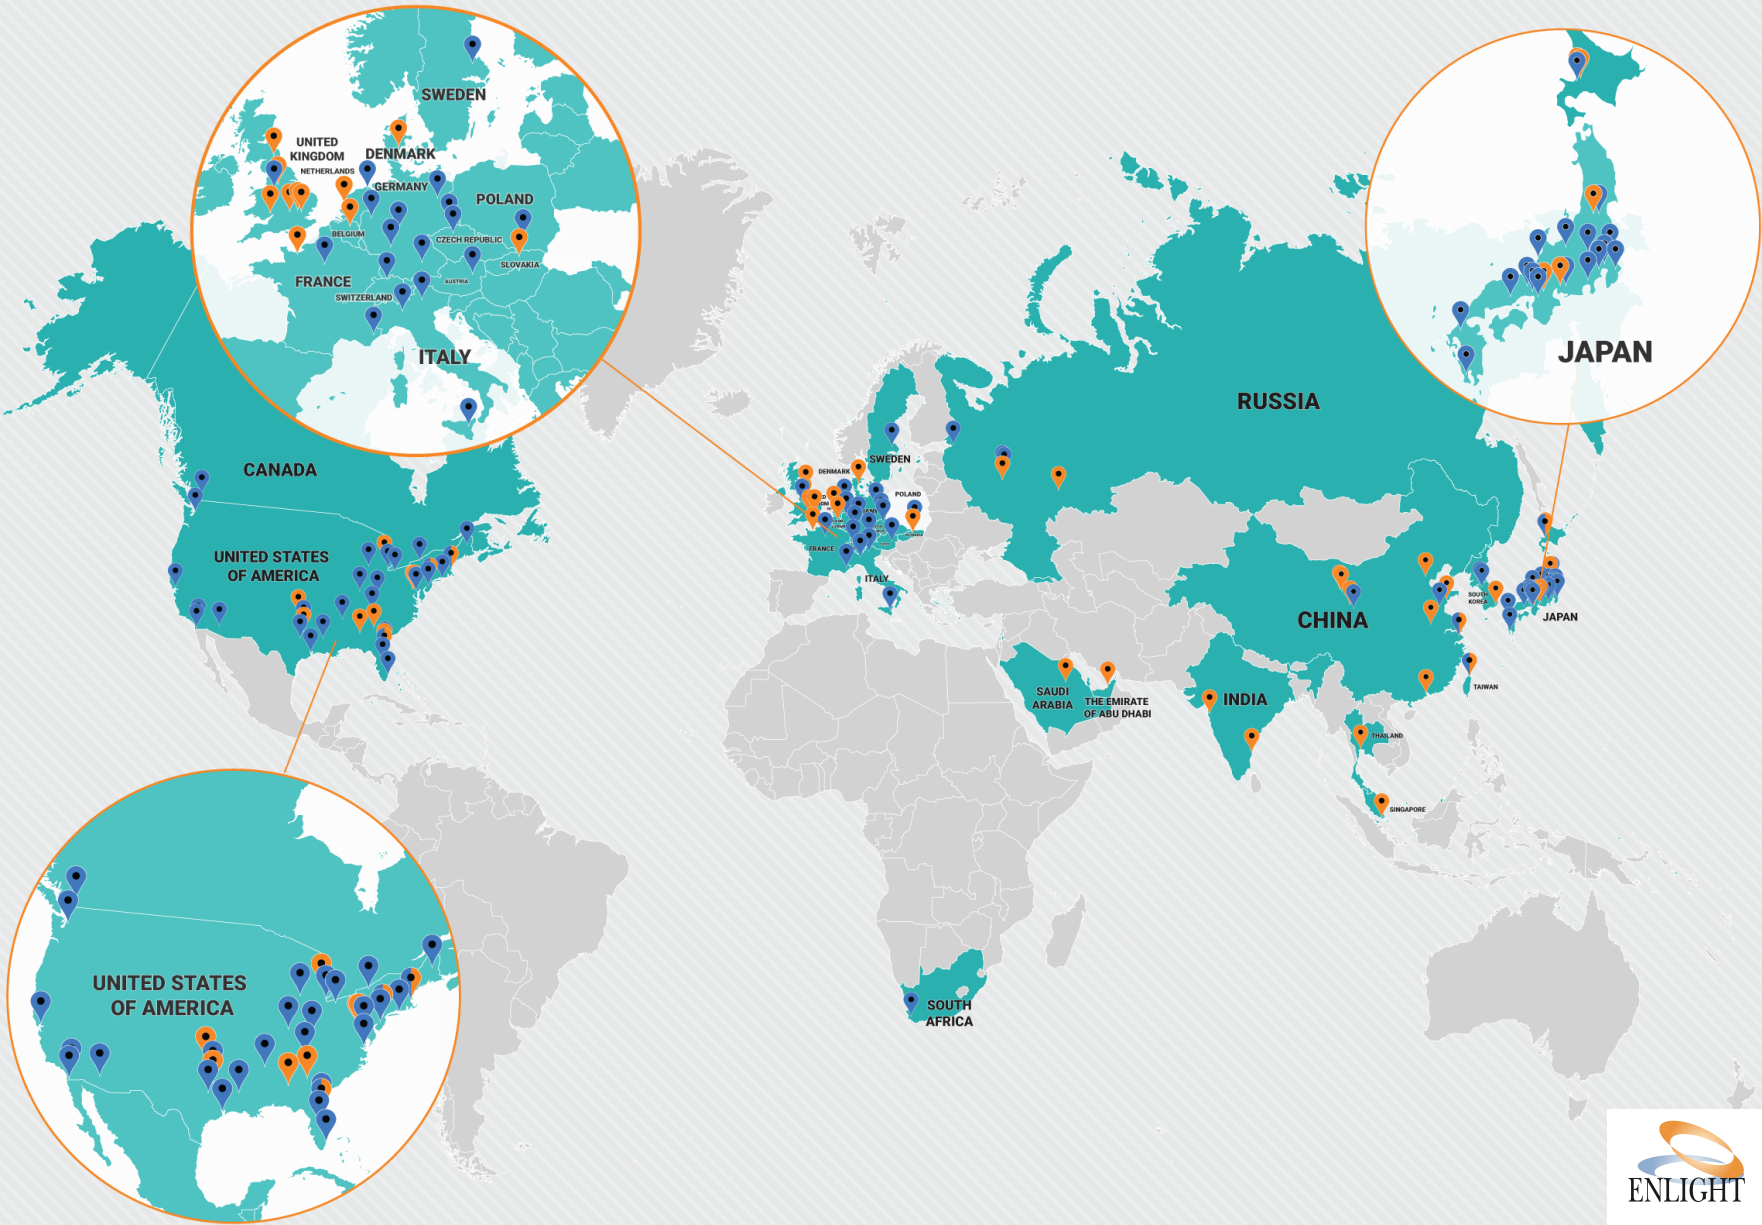 SWEDEN
UNITED
KINGDOM
DENMARK
NETHERLANDS
GERMANY
POLAND
BELGIUM
CZECH REPUBLIC
SLOVAKIA
FRANCE
AUSTRIA
SWITZERLAND
ITALY
JAPAN
RUSSIA
CANADA
SWEDEN
DENMARK
POLAND
FRANCE
ITALY
UNITED STATES
OF AMERICA
CHINA
SOUTH
KOREA
JAPAN
TAIWAN
SAUDI
ARABIA
THE EMIRATE
OF ABU DHABI
INDIA
THAILAND
SINGAPORE
UNITED STATES
OF AMERICA
SOUTH
AFRICA
ENLIGHT